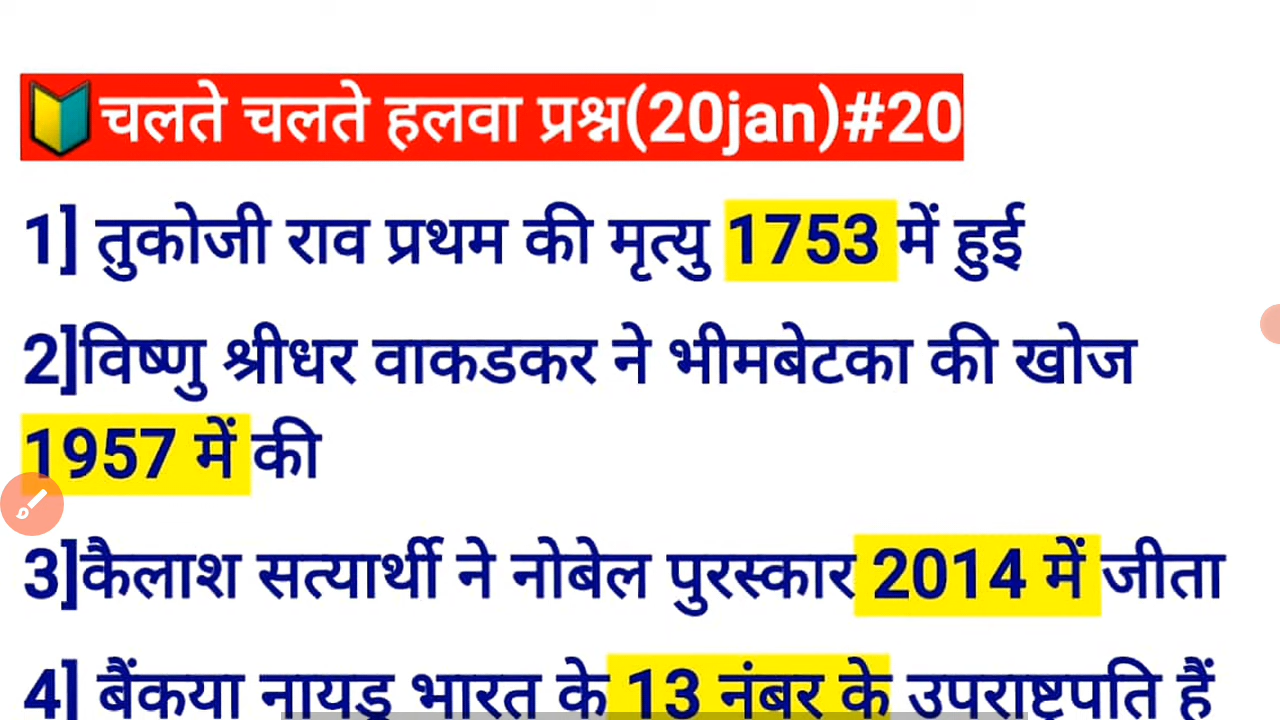 🔰चलते चलते हलवा प्रश्न(20jan)#20
1] तुकोजी राव प्रथम की मृत्यु 1753 में हुई
2]विष्णु श्रीधर वाकडकर ने भीमबेटका की खोज
1957 में की
3]कैलाश सत्यार्थी ने नोबेल पुरस्कार 2014 में जीता
4] बैंकया नायडू भारत के 13 नंबर के उपराष्ट्रपति हैं